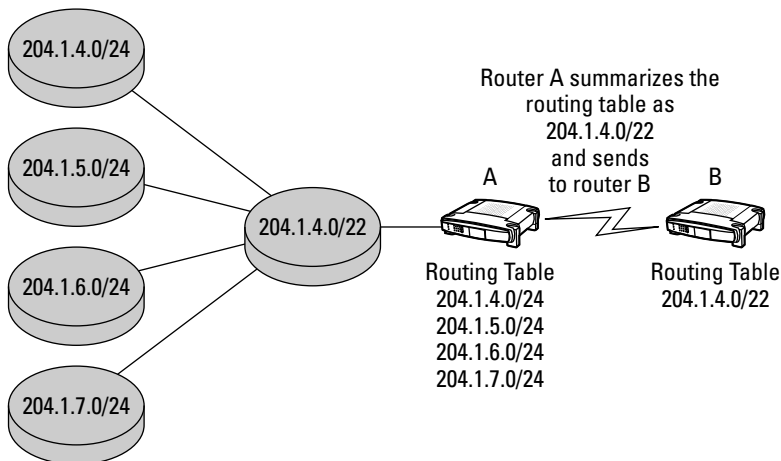 204.1.4.0/24
204.1.5.0/24
204.1.6.0/24
204.1.7.0/24
204.1.4.0/22
Router A summarizes the
routing table as
204.1.4.0/22
and sends
to router B
A
B
Routing Table
204.1.4.0/24
204.1.5.0/24
204.1.6.0/24
204.1.7.0/24
Routing Table
204.1.4.0/22